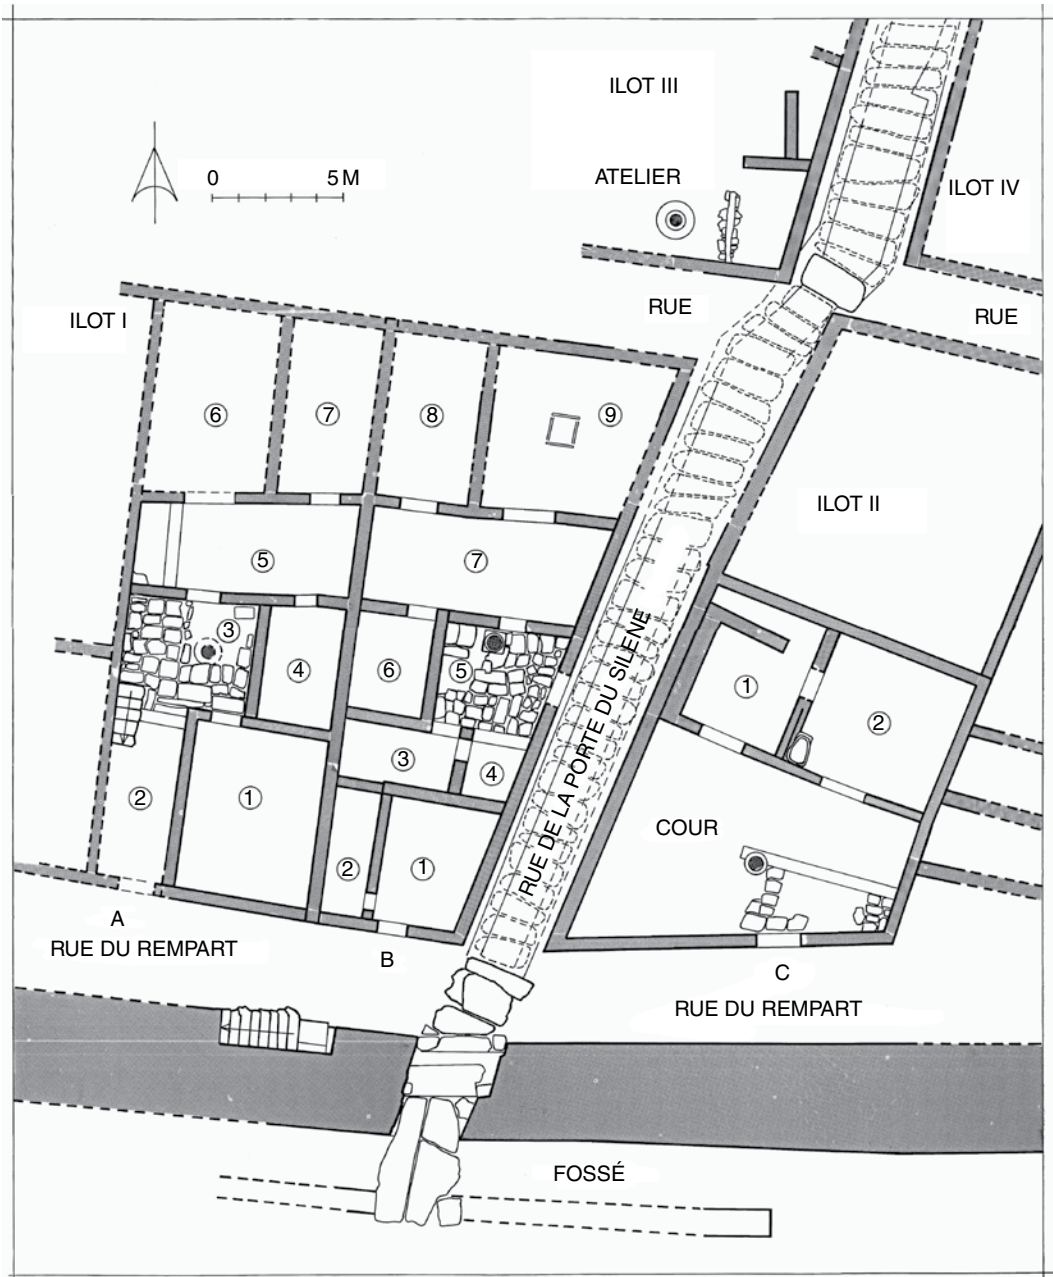 ILOT III
0 5 M
ATELIER
ILOT IV
RUE
RUE
ILOT I
6 7 8 9
ILOT II
5 7
3 4 6 5
1 2
RUE DE LA PORTE DU SILENE
3 4
2 1 2 1
COUR
A
RUE DU REMPART
B
C
RUE DU REMPART
FOSSÉ